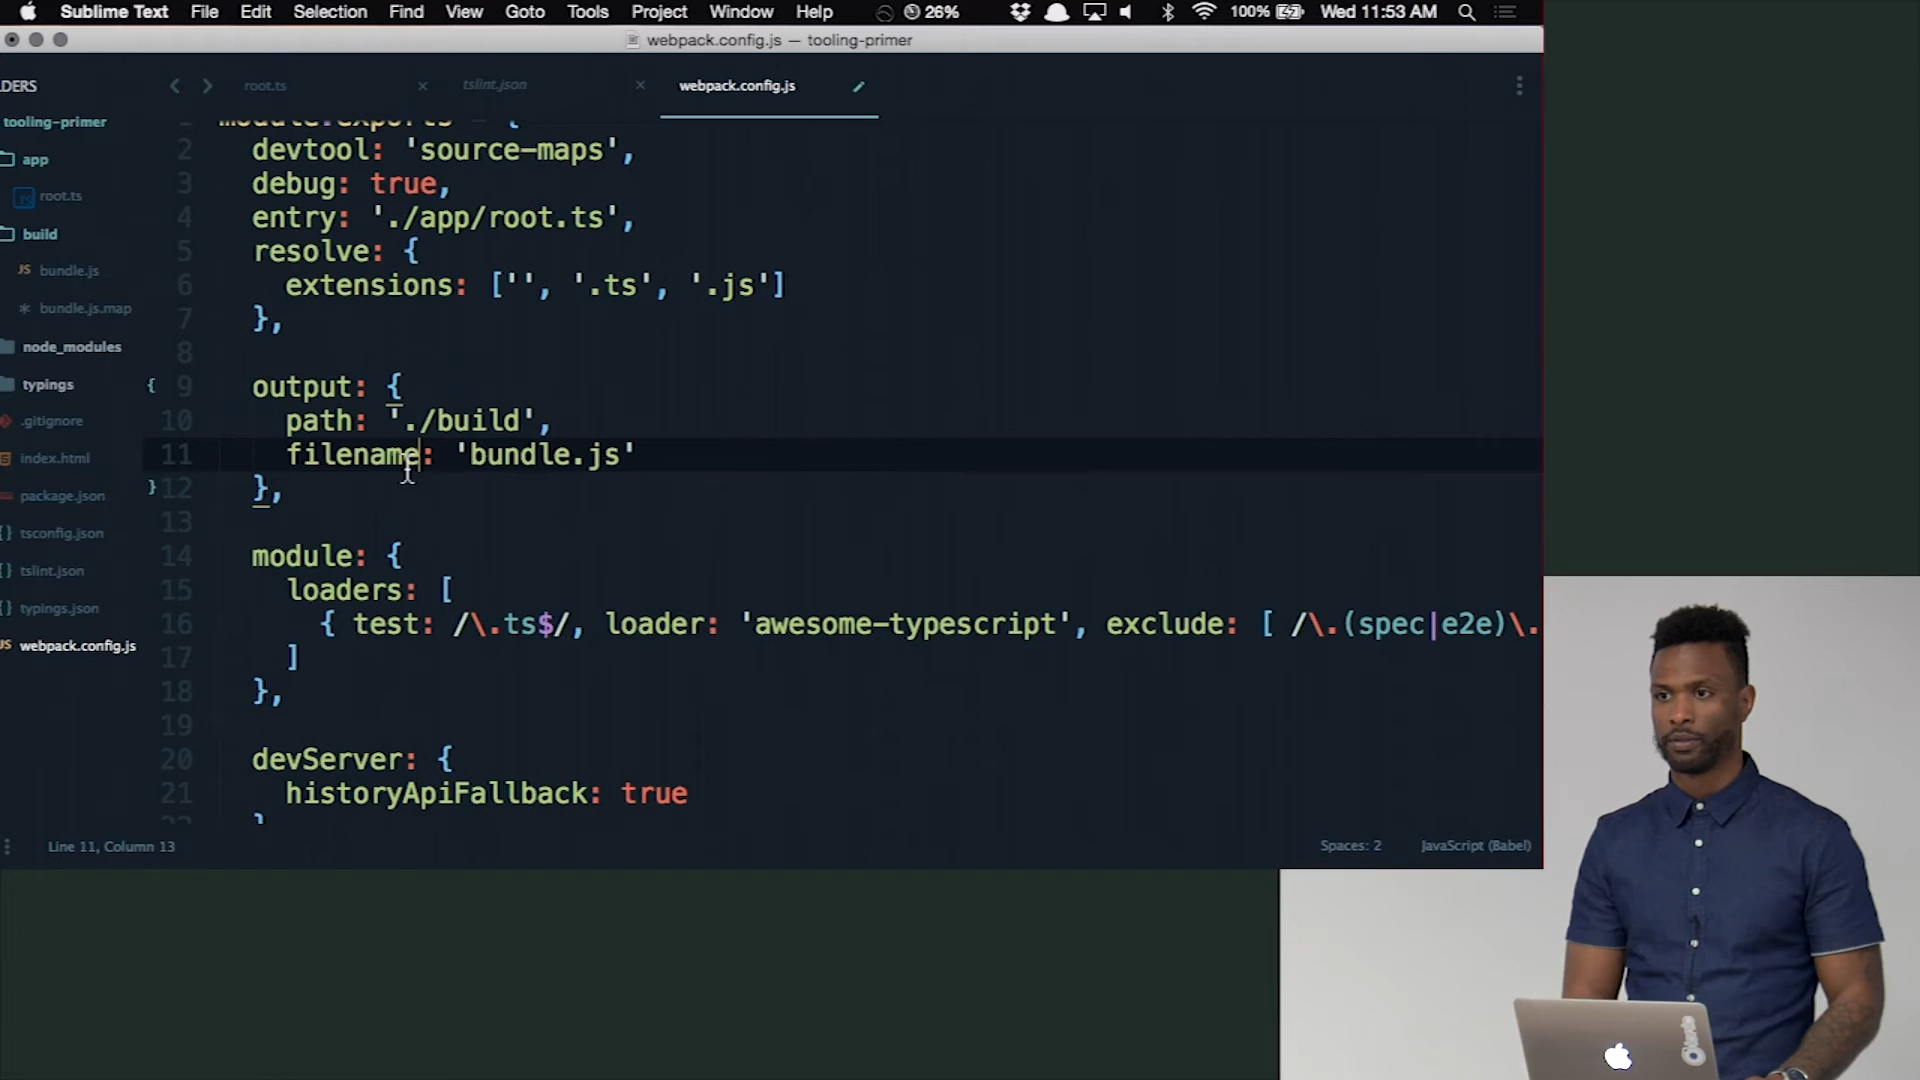 Sublime Text File Edit Selection Find View Goto Tools Project Window Help 26% 100% Wed 11:53 AM
webpack.config.js — tooling-primer
DERS
root.ts
tslint.json
webpack.config.js
tooling-primer
app
root.ts
build
JS bundle.js
bundle.js.map
node_modules
typings
.gitignore
index.html
package.json
tsconfig.json
tslint.json
typings.json
webpack.config.js
module.exports = {
2 devtool: 'source-maps',
3 debug: true,
4 entry: './app/root.ts',
5 resolve: {
6 extensions: ['', '.ts', '.js']
7 },
8
9 output: {
10 path: './build',
11 filename: 'bundle.js'
12 },
13
14 module: {
15 loaders: [
16 { test: /\.ts$/, loader: 'awesome-typescript', exclude: [ /\.(spec|e2e)\.
17 ]
18 },
19
20 devServer: {
21 historyApiFallback: true
22 }
Line 11, Column 13
Spaces: 2
JavaScript (Babel)